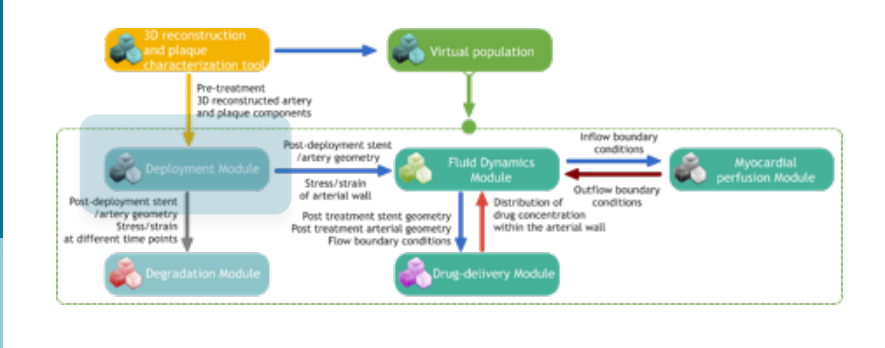 3D reconstruction
and plaque
characterization tool
Virtual population
Pre-treatment
3D reconstructed artery
and plaque components
Deployment Module
Post-deployment stent
/artery geometry
Stress/strain
of arterial wall
Fluid Dynamics
Module
Inflow boundary
conditions
Outflow boundary
conditions
Myocardial
perfusion Module
Post-deployment stent
/artery geometry
Stress/strain
at different time points
Post treatment stent geometry
Post treatment arterial geometry
Flow boundary conditions
Distribution of
drug concentration
within the arterial wall
Degradation Module
Drug-delivery Module